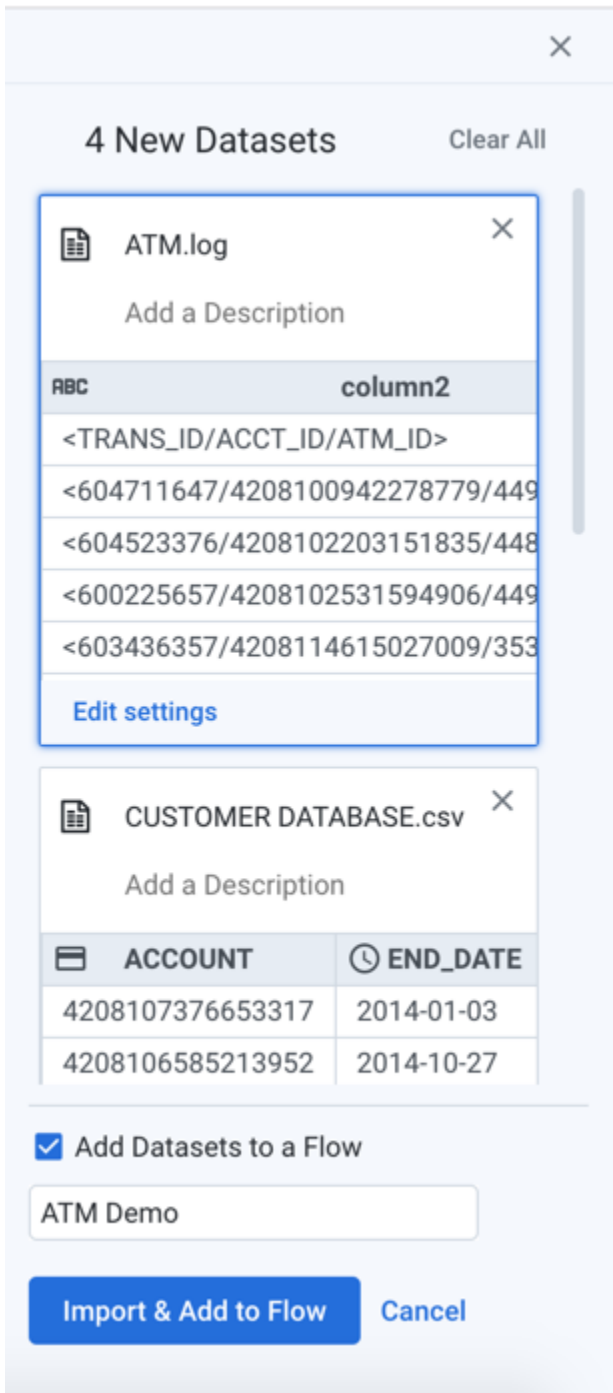 4 New Datasets Clear All
ATM.log
Add a Description
ABC column2
<TRANS_ID/ACCT_ID/ATM_ID>
<604711647/4208100942278779/449
<604523376/4208102203151835/448
<600225657/4208102531594906/449
<603436357/4208114615027009/353
Edit settings
CUSTOMER DATABASE.csv
Add a Description
ACCOUNT END_DATE
4208107376653317 2014-01-03
4208106585213952 2014-10-27
Add Datasets to a Flow
ATM Demo
Import & Add to Flow Cancel